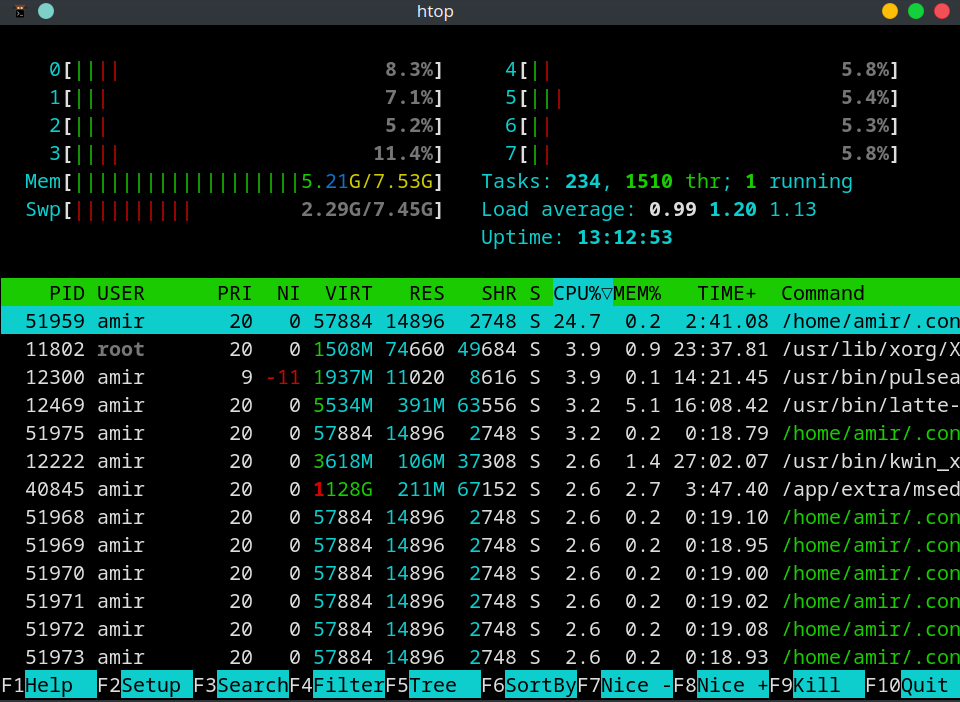 htop
0[|||| 8.3%] 4[|| 5.8%]
1[||| 7.1%] 5[||| 5.4%]
2[||| 5.2%] 6[|| 5.3%]
3[|||| 11.4%] 7[|| 5.8%]
Mem[|||||||||||||||||||5.21G/7.53G] Tasks: 234, 1510 thr; 1 running
Swp[|||||||||| 2.29G/7.45G] Load average: 0.99 1.20 1.13
Uptime: 13:12:53
PID USER PRI NI VIRT RES SHR S CPU%▽MEM% TIME+ Command
51959 amir 20 0 57884 14896 2748 S 24.7 0.2 2:41.08 /home/amir/.con
11802 root 20 0 1508M 74660 49684 S 3.9 0.9 23:37.81 /usr/lib/xorg/X
12300 amir 9 -11 1937M 11020 8616 S 3.9 0.1 14:21.45 /usr/bin/pulsea
12469 amir 20 0 5534M 391M 63556 S 3.2 5.1 16:08.42 /usr/bin/latte-
51975 amir 20 0 57884 14896 2748 S 3.2 0.2 0:18.79 /home/amir/.con
12222 amir 20 0 3618M 106M 37308 S 2.6 1.4 27:02.07 /usr/bin/kwin_x
40845 amir 20 0 1128G 211M 67152 S 2.6 2.7 3:47.40 /app/extra/msed
51968 amir 20 0 57884 14896 2748 S 2.6 0.2 0:19.10 /home/amir/.con
51969 amir 20 0 57884 14896 2748 S 2.6 0.2 0:18.95 /home/amir/.con
51970 amir 20 0 57884 14896 2748 S 2.6 0.2 0:19.00 /home/amir/.con
51971 amir 20 0 57884 14896 2748 S 2.6 0.2 0:19.02 /home/amir/.con
51972 amir 20 0 57884 14896 2748 S 2.6 0.2 0:19.08 /home/amir/.con
51973 amir 20 0 57884 14896 2748 S 2.6 0.2 0:18.93 /home/amir/.con
F1Help F2Setup F3SearchF4FilterF5Tree F6SortByF7Nice -F8Nice +F9Kill F10Quit